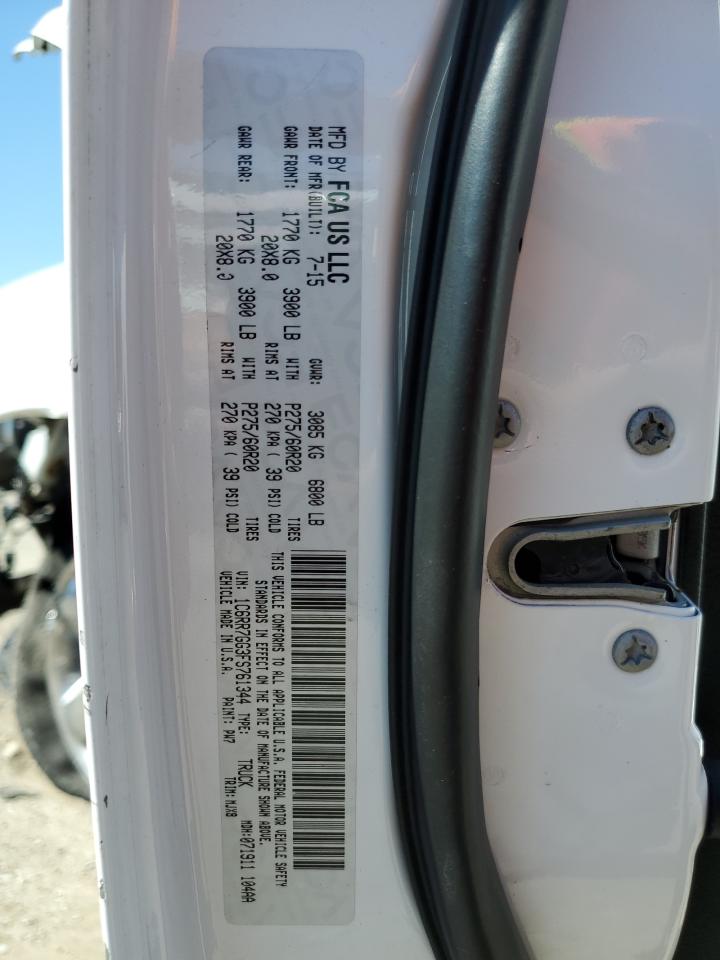 MFD BY FCA US LLC
DATE OF MFR(BUILT): 7-15 GVWR: 3085 KG 6800 LB
GAWR FRONT: 1770 KG 3900 LB WITH P275/60R20 TIRES
20X8.0 RIMS AT 270 KPA ( 39 PSI) COLD
GAWR REAR: 1770 KG 3900 LB WITH P275/60R20 TIRES
20X8.0 RIMS AT 270 KPA ( 39 PSI) COLD
THIS VEHICLE CONFORMS TO ALL APPLICABLE U.S.A. FEDERAL MOTOR VEHICLE SAFETY
STANDARDS IN EFFECT ON THE DATE OF MANUFACTURE SHOWN ABOVE.
VIN: 1C6RR7GG3FS761344 TYPE: TRUCK MDH:071911 104AA
VEHICLE MADE IN U.S.A. PAINT: PW7 TRIM:MJX8